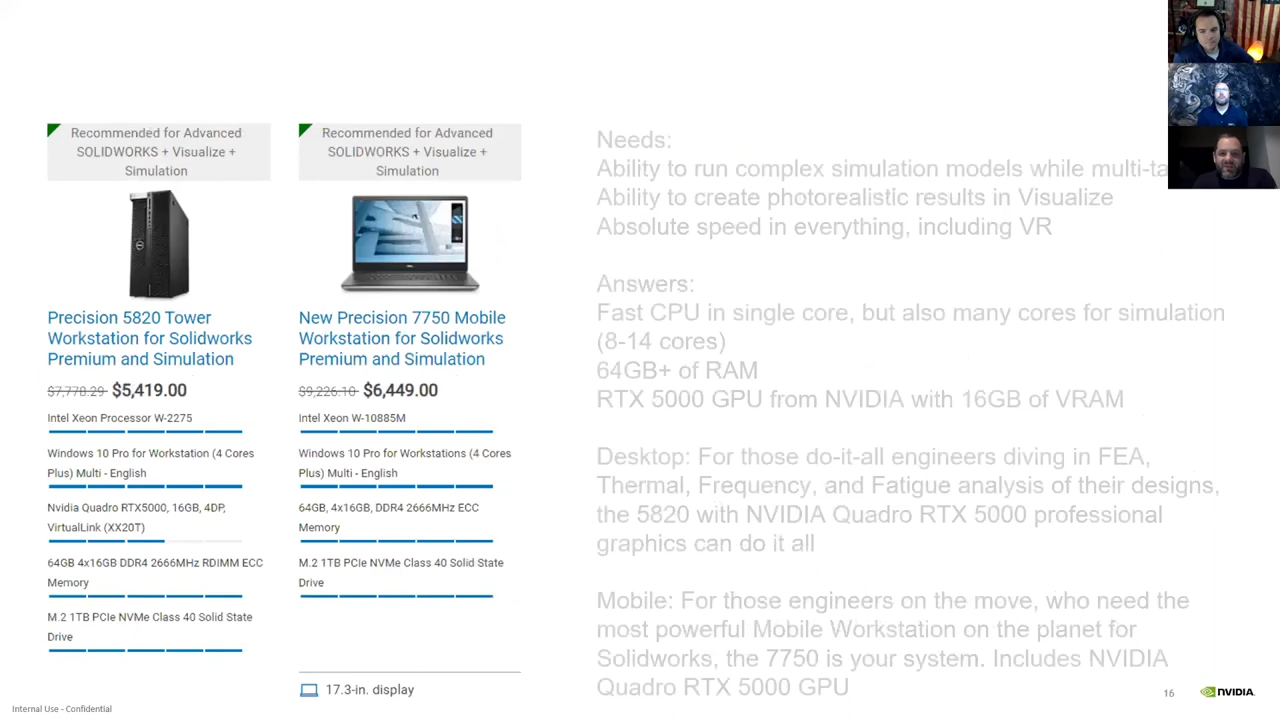 Recommended for Advanced
SOLIDWORKS + Visualize +
Simulation
Precision 5820 Tower
Workstation for Solidworks
Premium and Simulation
$7,778.29 $5,419.00
Intel Xeon Processor W-2275
Windows 10 Pro for Workstation (4 Cores
Plus) Multi - English
Nvidia Quadro RTX5000, 16GB, 4DP,
VirtualLink (XX20T)
64GB 4x16GB DDR4 2666MHz RDIMM ECC
Memory
M.2 1TB PCIe NVMe Class 40 Solid State
Drive
Recommended for Advanced
SOLIDWORKS + Visualize +
Simulation
New Precision 7750 Mobile
Workstation for Solidworks
Premium and Simulation
$9,226.10 $6,449.00
Intel Xeon W-10885M
Windows 10 Pro for Workstations (4 Cores
Plus) Multi - English
64GB, 4x16GB, DDR4 2666MHz ECC
Memory
M.2 1TB PCIe NVMe Class 40 Solid State
Drive
17.3-in. display
Needs:
Ability to run complex simulation models while multi-ta
Ability to create photorealistic results in Visualize
Absolute speed in everything, including VR
Answers:
Fast CPU in single core, but also many cores for simulation
(8-14 cores)
64GB+ of RAM
RTX 5000 GPU from NVIDIA with 16GB of VRAM
Desktop: For those do-it-all engineers diving in FEA,
Thermal, Frequency, and Fatigue analysis of their designs,
the 5820 with NVIDIA Quadro RTX 5000 professional
graphics can do it all
Mobile: For those engineers on the move, who need the
most powerful Mobile Workstation on the planet for
Solidworks, the 7750 is your system. Includes NVIDIA
Quadro RTX 5000 GPU
16
NVIDIA.
Internal Use - Confidential